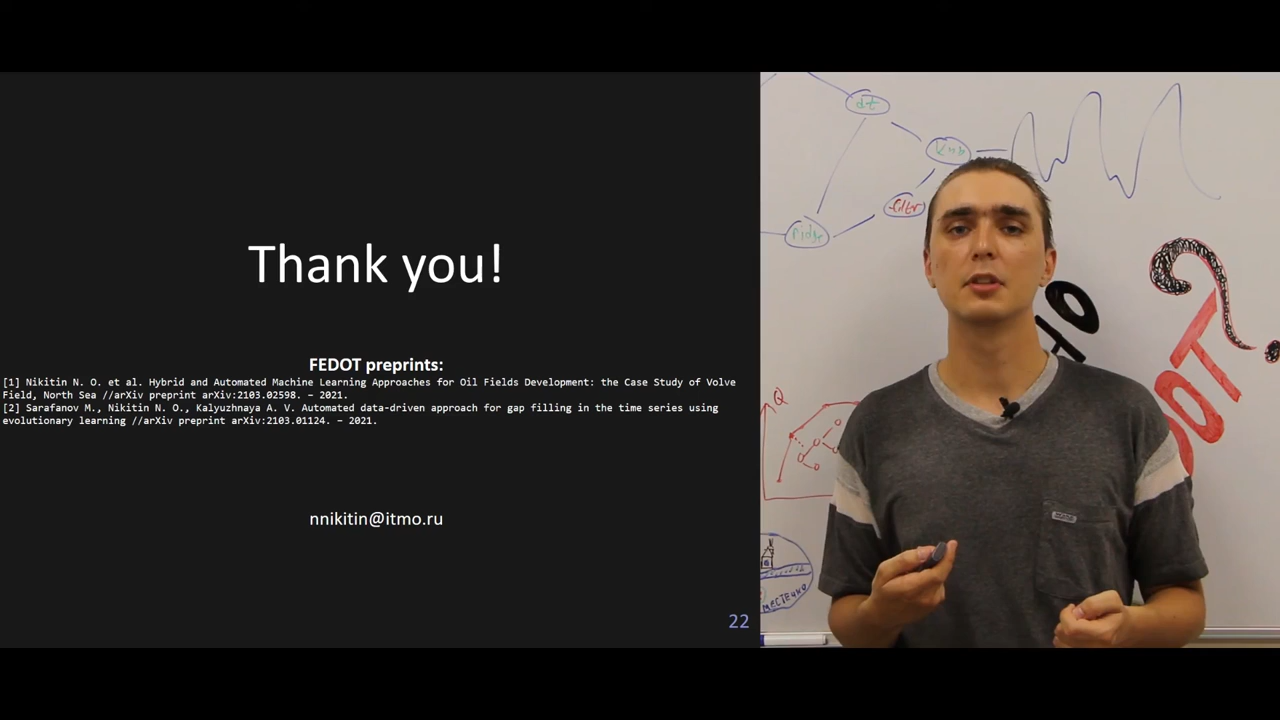 Thank you!
FEDOT preprints:
[1] Nikitin N. O. et al. Hybrid and Automated Machine Learning Approaches for Oil Fields Development: the Case Study of Volve
Field, North Sea //arXiv preprint arXiv:2103.02598. – 2021.
[2] Sarafanov M., Nikitin N. O., Kalyuzhnaya A. V. Automated data-driven approach for gap filling in the time series using
evolutionary learning //arXiv preprint arXiv:2103.01124. – 2021.
nnikitin@itmo.ru
22
dt
Q
МЕСТЕЧКО